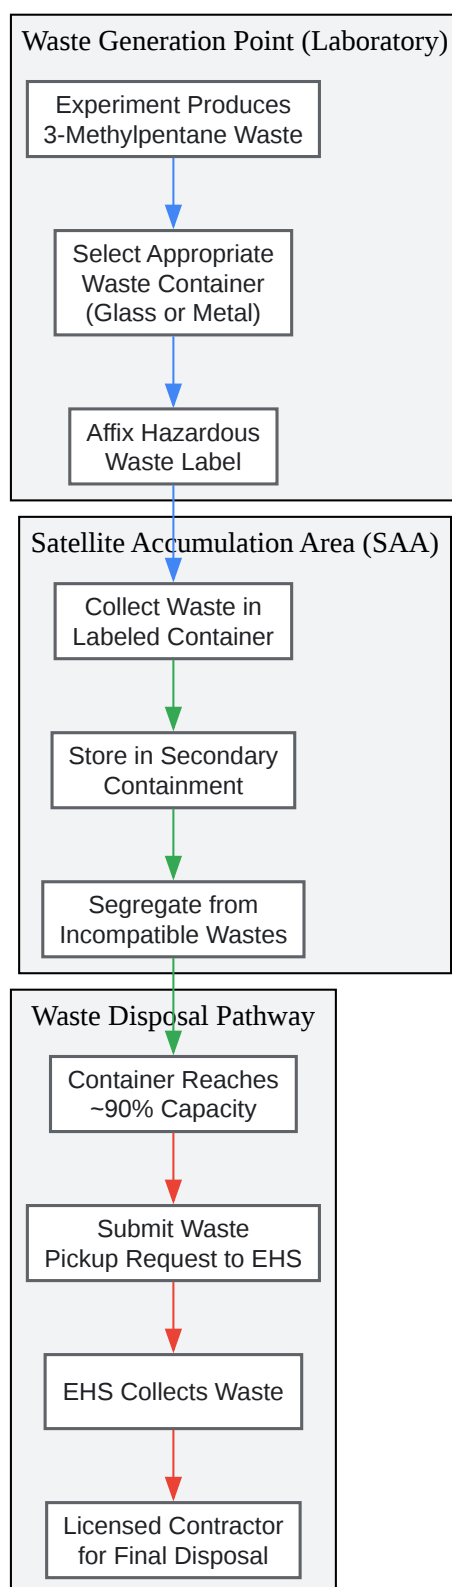 Waste Generation Point (Laboratory)
Experiment Produces
3-Methylpentane Waste
Select Appropriate
Waste Container
(Glass or Metal)
Affix Hazardous
Waste Label
Satellite Accumulation Area (SAA)
Collect Waste in
Labeled Container
Store in Secondary
Containment
Segregate from
Incompatible Wastes
Waste Disposal Pathway
Container Reaches
~90% Capacity
Submit Waste
Pickup Request to EHS
EHS Collects Waste
Licensed Contractor
for Final Disposal